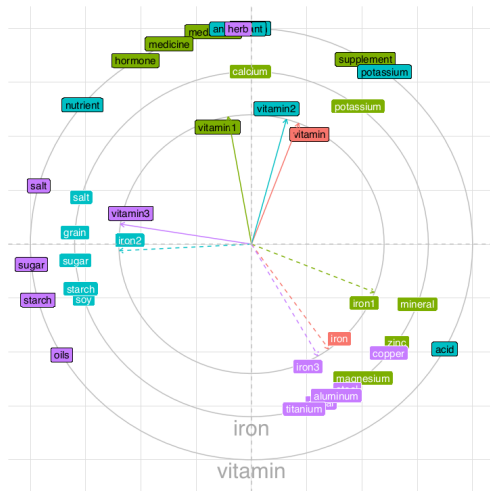 herb
supplement
medicine
hormone
calcium
potassium
nutrient
potassium
vitamin2
vitamin1
vitamin
salt
salt
vitamin3
grain
iron2
sugar
sugar
starch
starch
soy
iron1
mineral
iron
zinc
acid
copper
oils
iron3
magnesium
aluminum
titanium
iron
vitamin